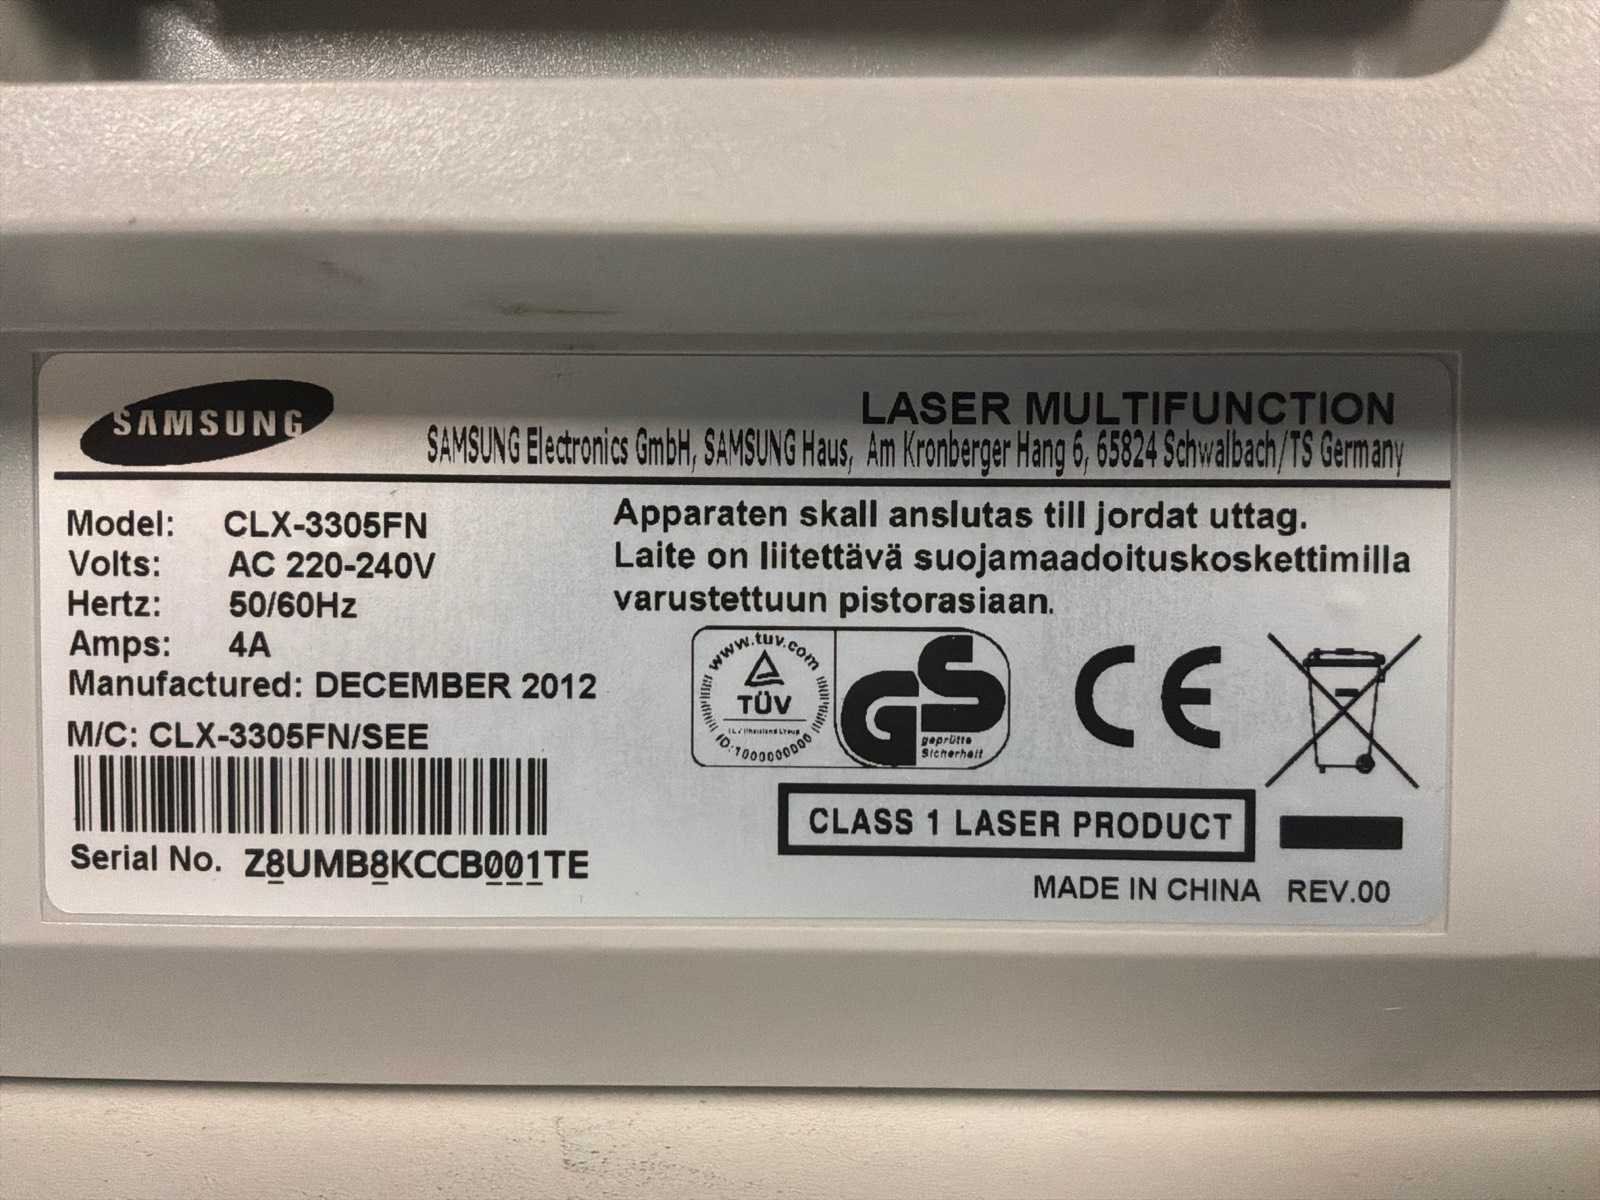 SAMSUNG
LASER MULTIFUNCTION
SAMSUNG Electronics GmbH, SAMSUNG Haus, Am Kronberger Hang 6, 65824 Schwalbach/TS Germany
Model: CLX-3305FN
Volts: AC 220-240V
Hertz: 50/60Hz
Amps: 4A
Manufactured: DECEMBER 2012
M/C: CLX-3305FN/SEE
Serial No. Z8UMB8KCCB001TE
Apparaten skall anslutas till jordat uttag.
Laite on liitettävä suojamaadoituskoskettimilla
varustettuun pistorasiaan.
www.tuv.com
TÜV
ID:1000000000
GS
geprüfte
Sicherheit
CE
CLASS 1 LASER PRODUCT
MADE IN CHINA REV.00